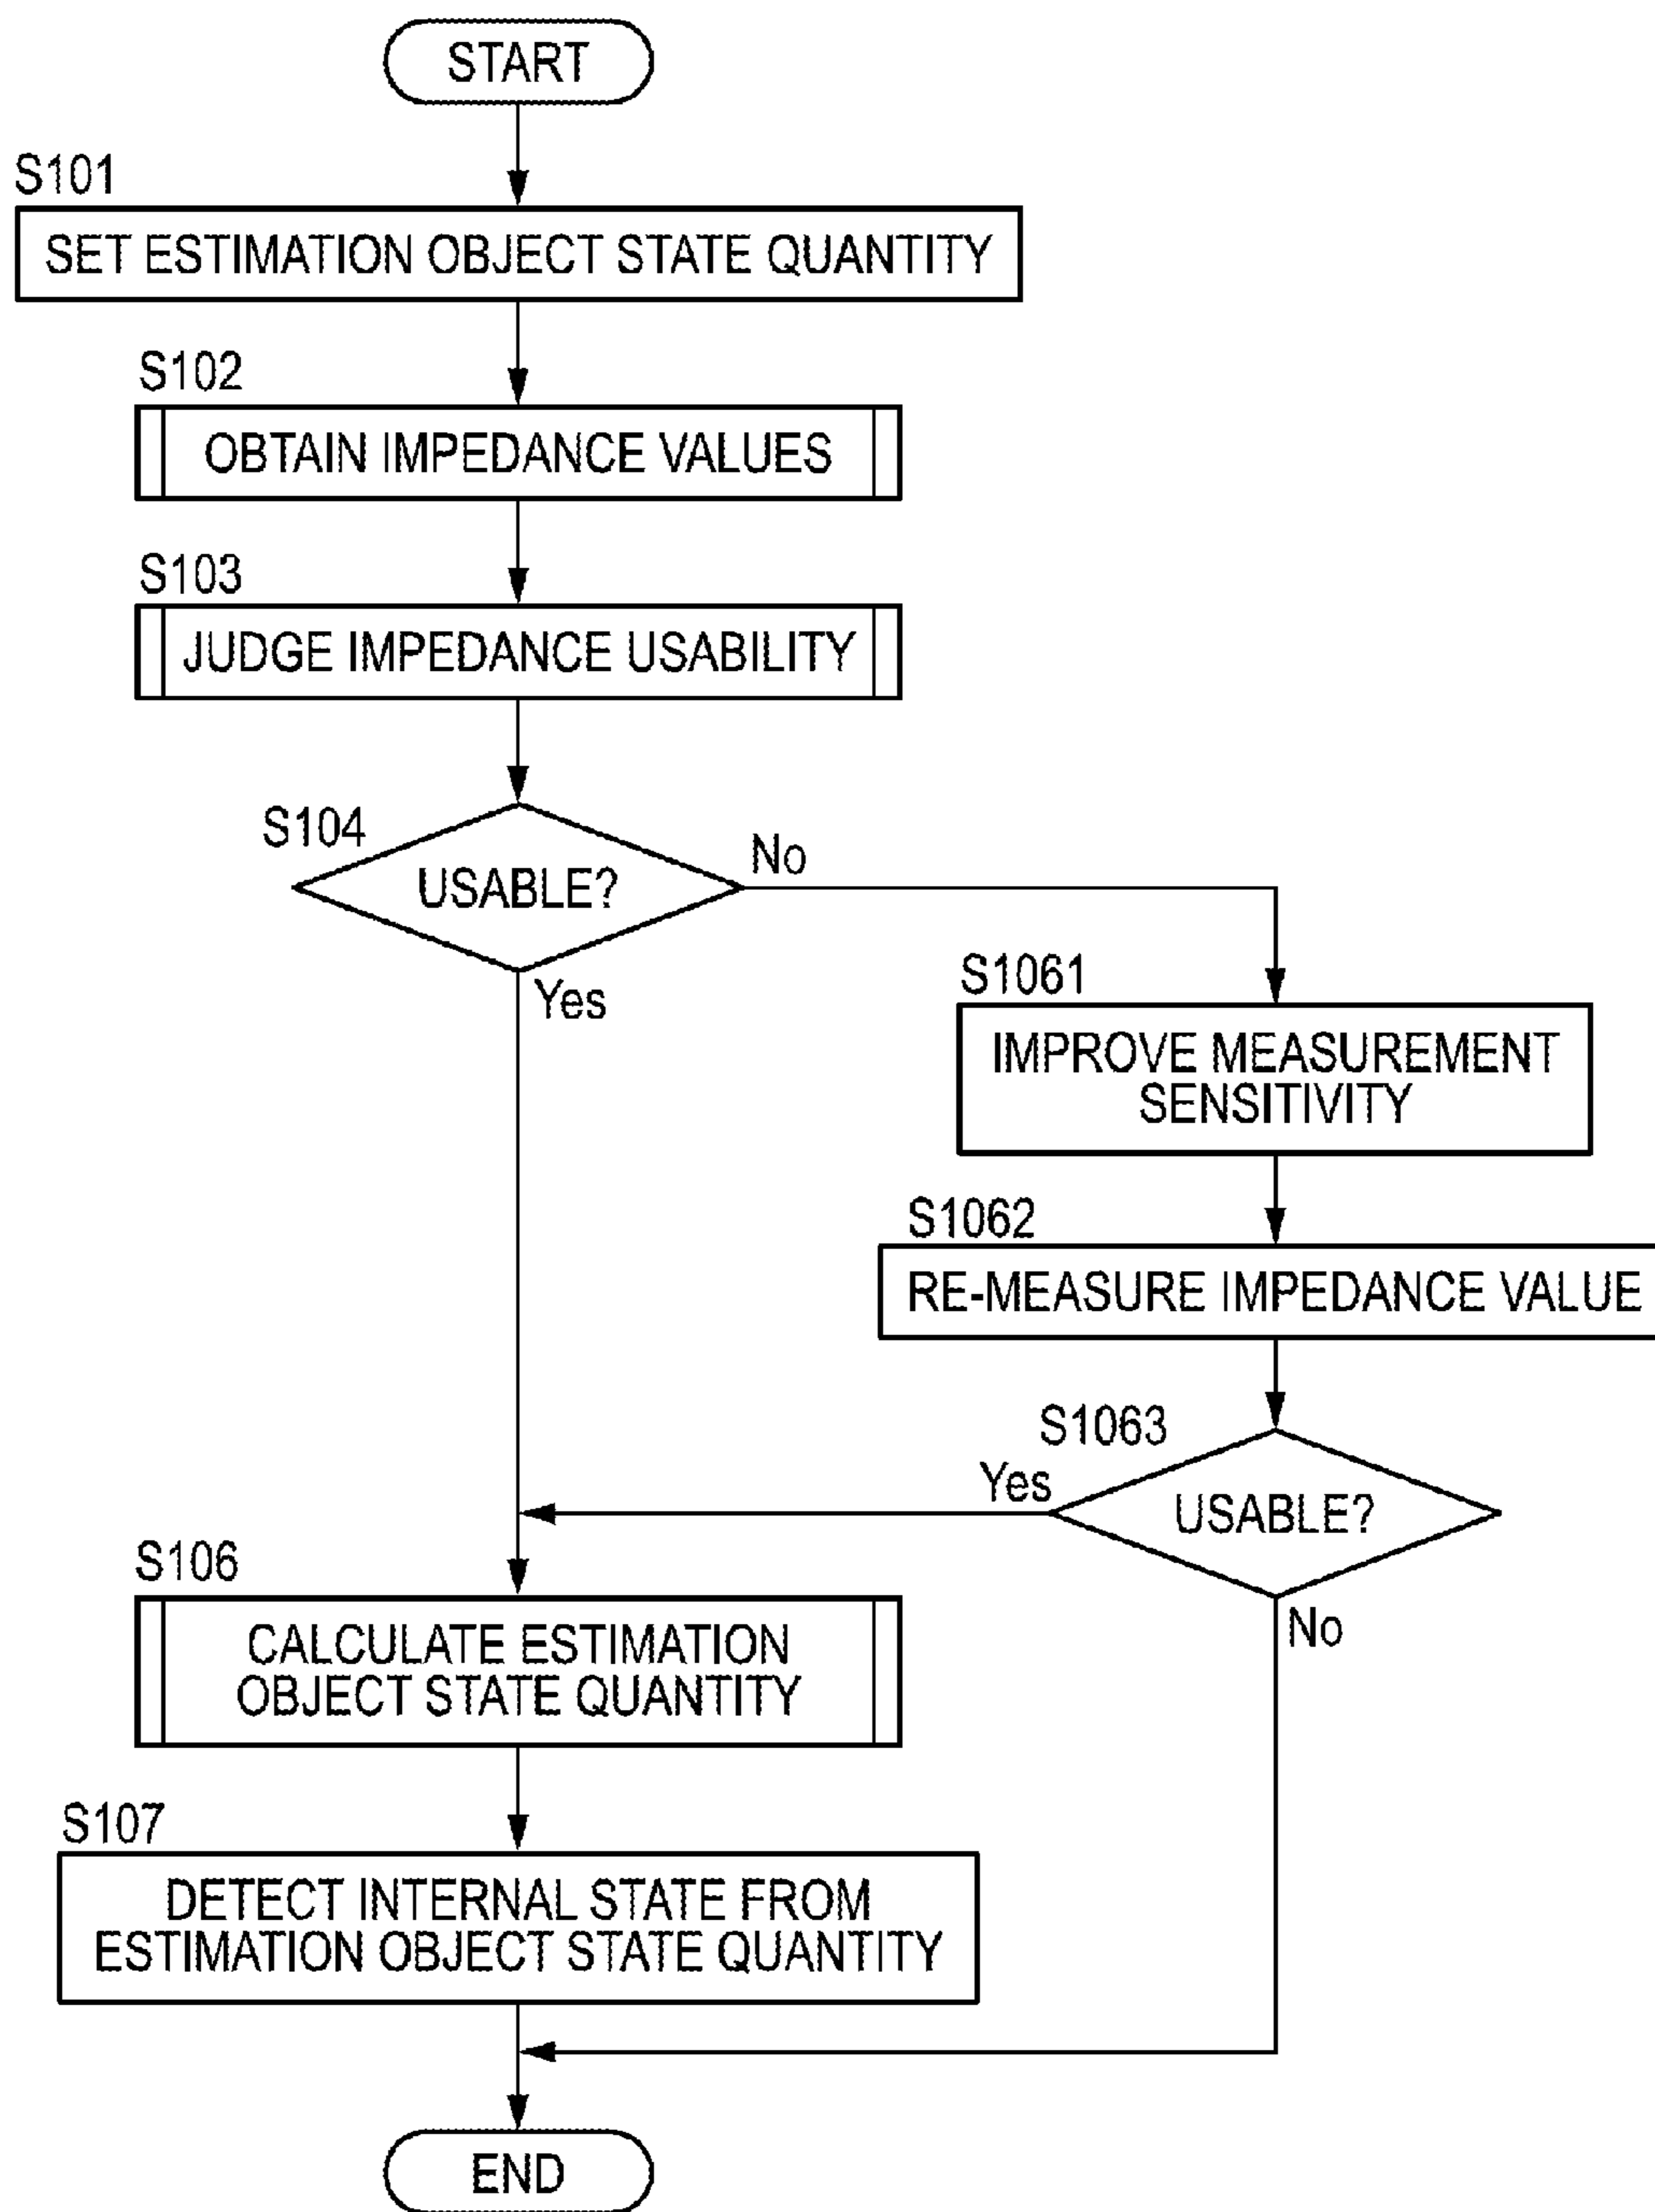 START
S101
SET ESTIMATION OBJECT STATE QUANTITY
S102
OBTAIN IMPEDANCE VALUES
S103
JUDGE IMPEDANCE USABILITY
S104
USABLE?
No
Yes
S1061
IMPROVE MEASUREMENT
SENSITIVITY
S1062
RE-MEASURE IMPEDANCE VALUE
S1063
USABLE?
Yes
No
S106
CALCULATE ESTIMATION
OBJECT STATE QUANTITY
S107
DETECT INTERNAL STATE FROM
ESTIMATION OBJECT STATE QUANTITY
END